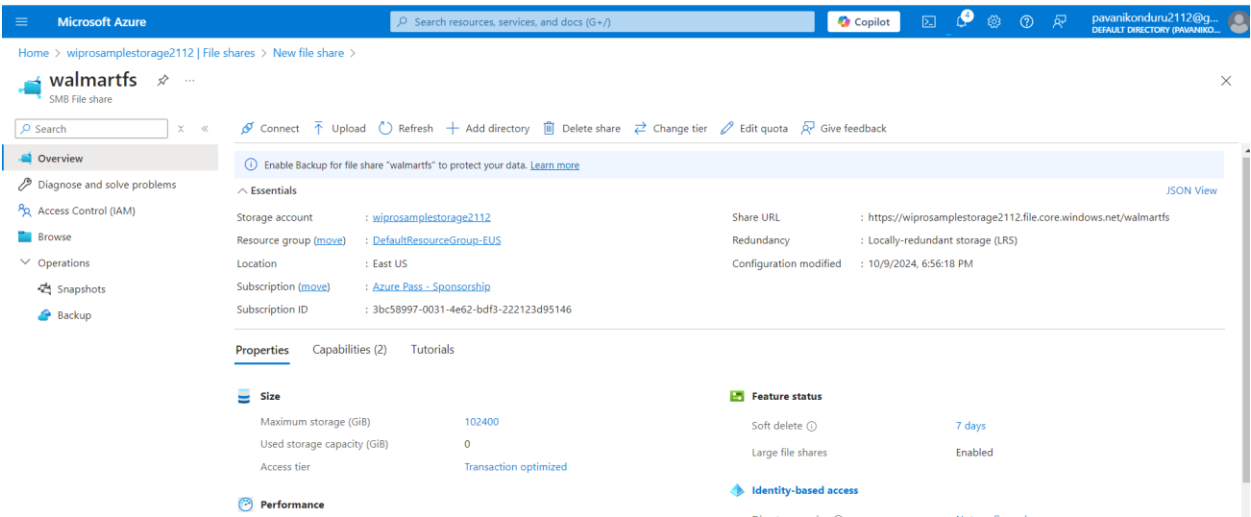 Microsoft Azure
Search resources, services, and docs (G+/)
Copilot
4
pavanikonduru2112@g...
DEFAULT DIRECTORY (PAVANIKO...
Home > wiprosamplestorage2112 | File shares > New file share >
walmartfs
...
SMB File share
Search
Connect Upload Refresh Add directory Delete share Change tier Edit quota Give feedback
Overview
Diagnose and solve problems
Access Control (IAM)
Browse
Operations
Snapshots
Backup
Enable Backup for file share "walmartfs" to protect your data. Learn more
Essentials
JSON View
Storage account : wiprosamplestorage2112
Resource group (move) : DefaultResourceGroup-EUS
Location : East US
Subscription (move) : Azure Pass - Sponsorship
Subscription ID : 3bc58997-0031-4e62-bdf3-222123d95146
Share URL : https://wiprosamplestorage2112.file.core.windows.net/walmartfs
Redundancy : Locally-redundant storage (LRS)
Configuration modified : 10/9/2024, 6:56:18 PM
Properties Capabilities (2) Tutorials
Size
Maximum storage (GiB) 102400
Used storage capacity (GiB) 0
Access tier Transaction optimized
Performance
Feature status
Soft delete 7 days
Large file shares Enabled
Identity-based access